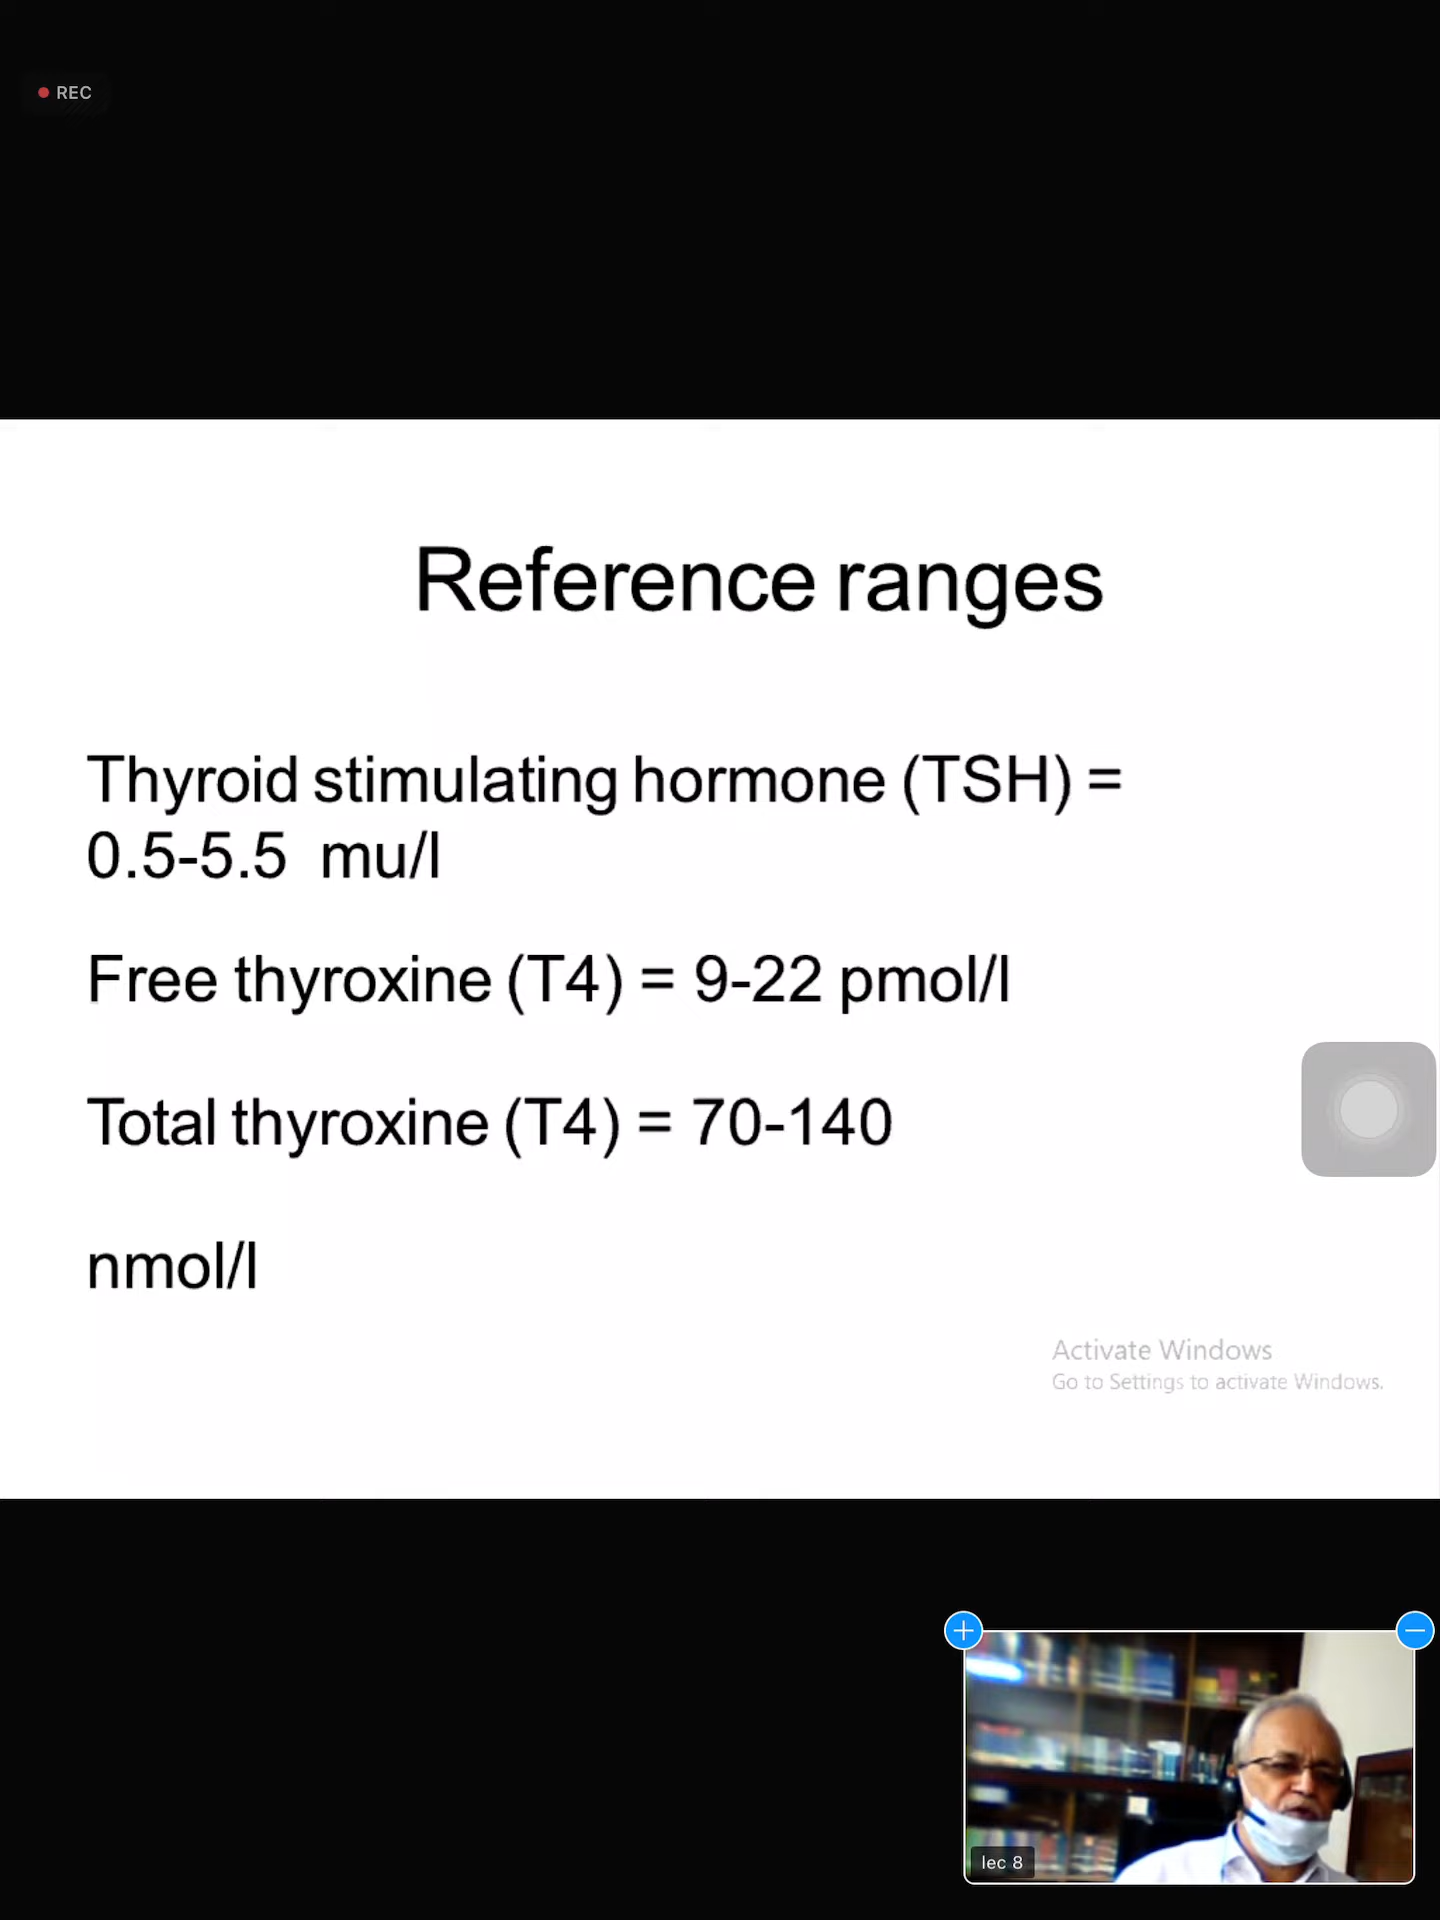 REC
Reference ranges
Thyroid stimulating hormone (TSH) =
0.5-5.5 mu/l
Free thyroxine (T4) = 9-22 pmol/l
Total thyroxine (T4) = 70-140
nmol/l
Activate Windows
Go to Settings to activate Windows.
lec 8